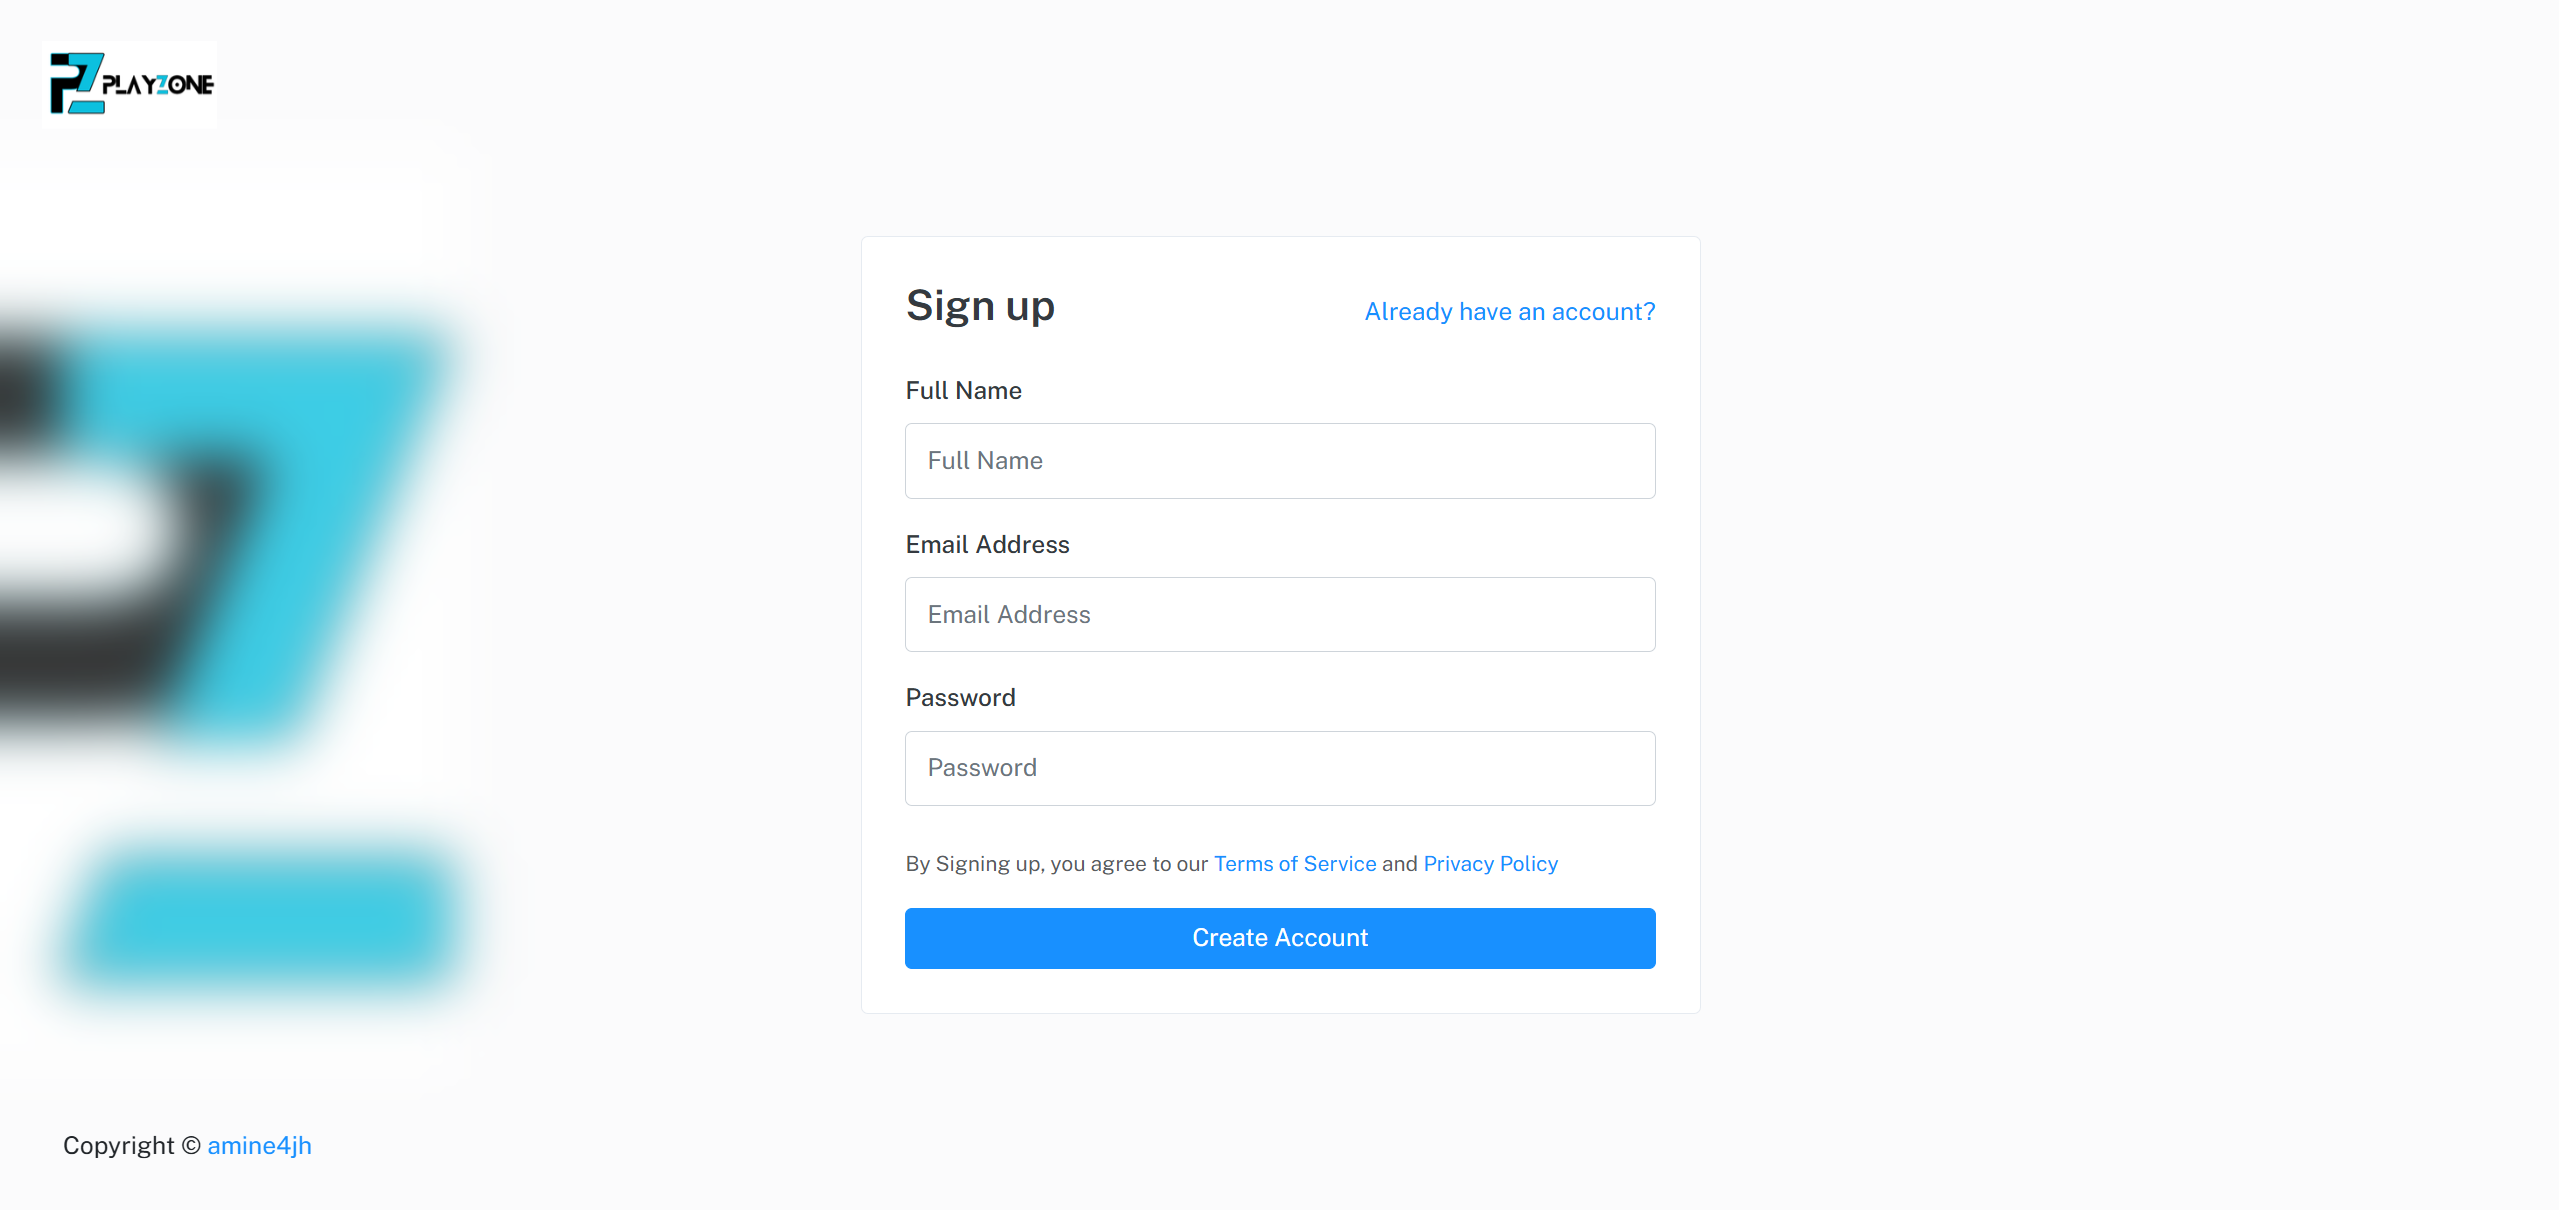 PLAYZONE
Sign up
Already have an account?
Full Name
Full Name
Email Address
Email Address
Password
Password
By Signing up, you agree to our Terms of Service and Privacy Policy
Create Account
Copyright © amine4jh